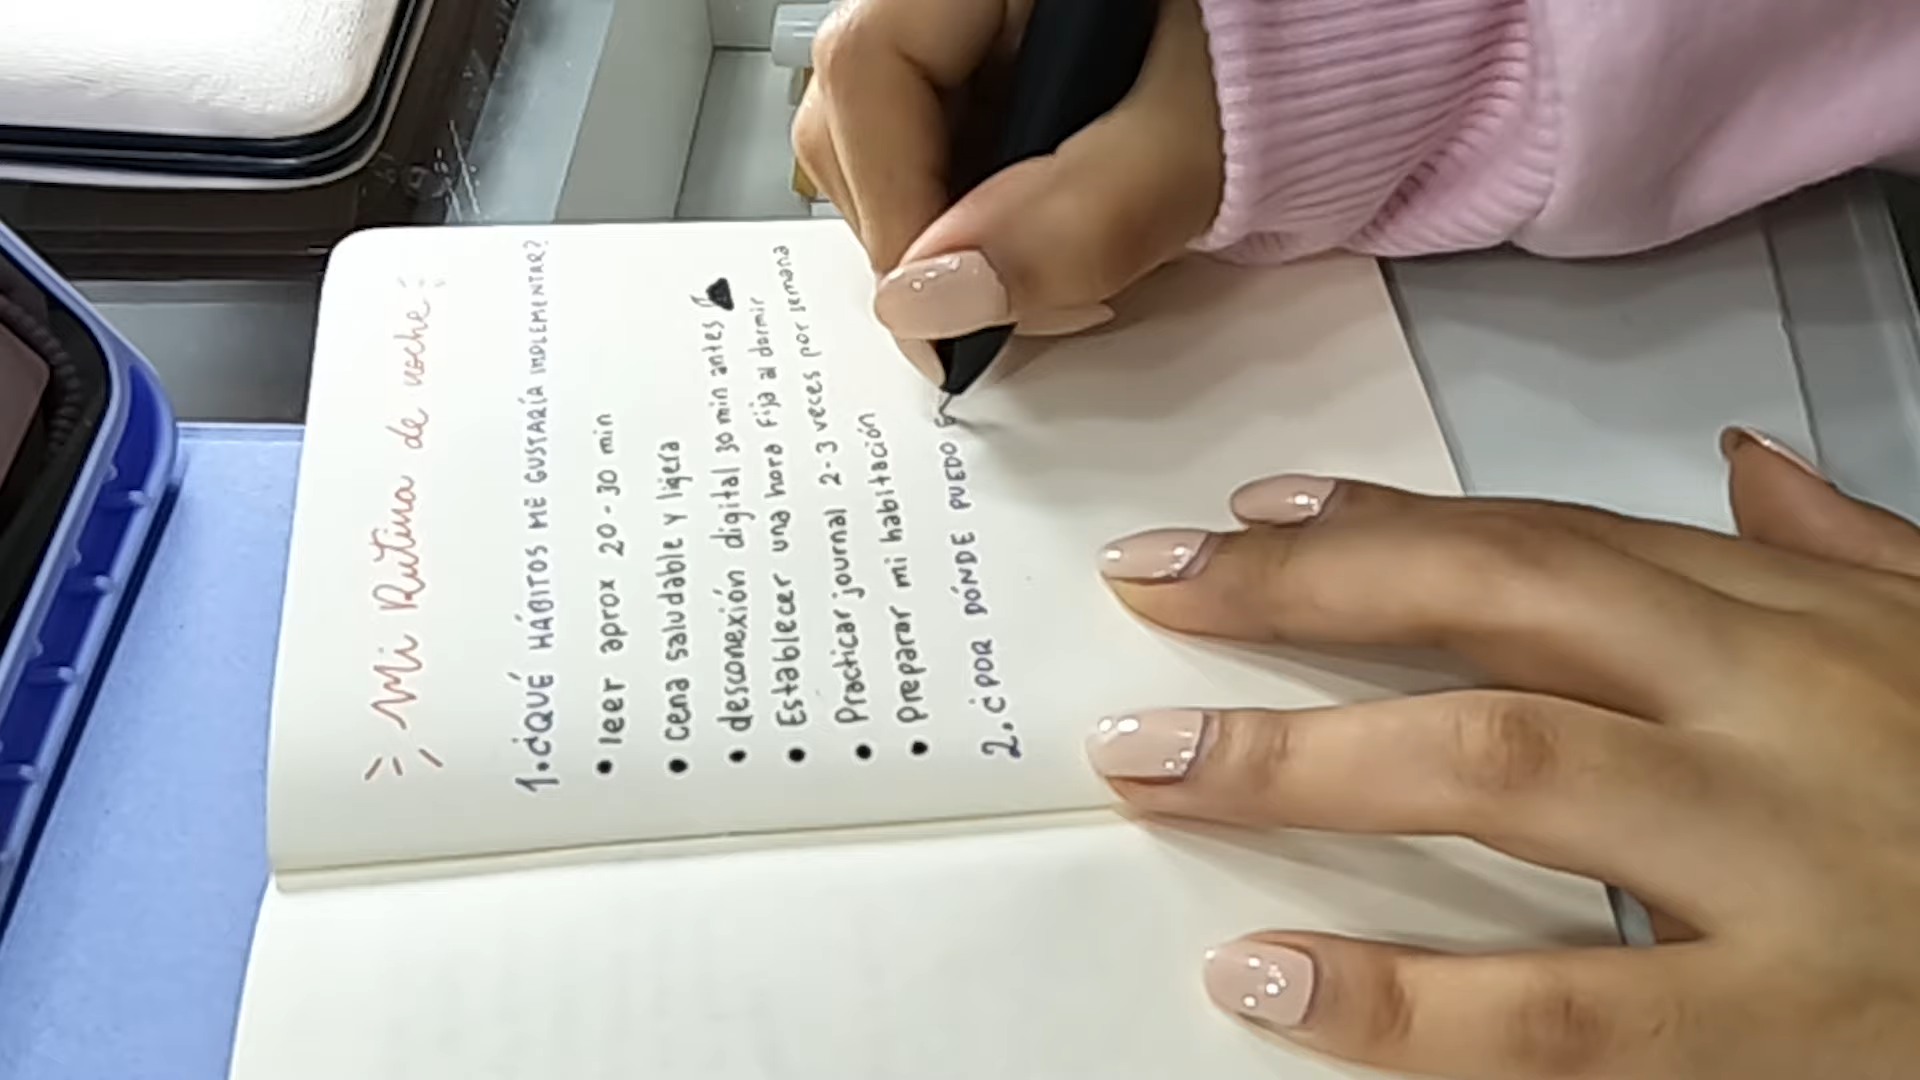 Mi Rutina de noche
1. ¿QUÉ HÁBITOS ME GUSTARÍA IMPLEMENTAR?
• leer aprox 20-30 min
• Cena saludable y ligera
• desconexión digital 30 min antes
• Establecer una hora fija al dormir
• Practicar journal 2-3 veces por semana
• preparar mi habitación
2. ¿POR DÓNDE PUEDO